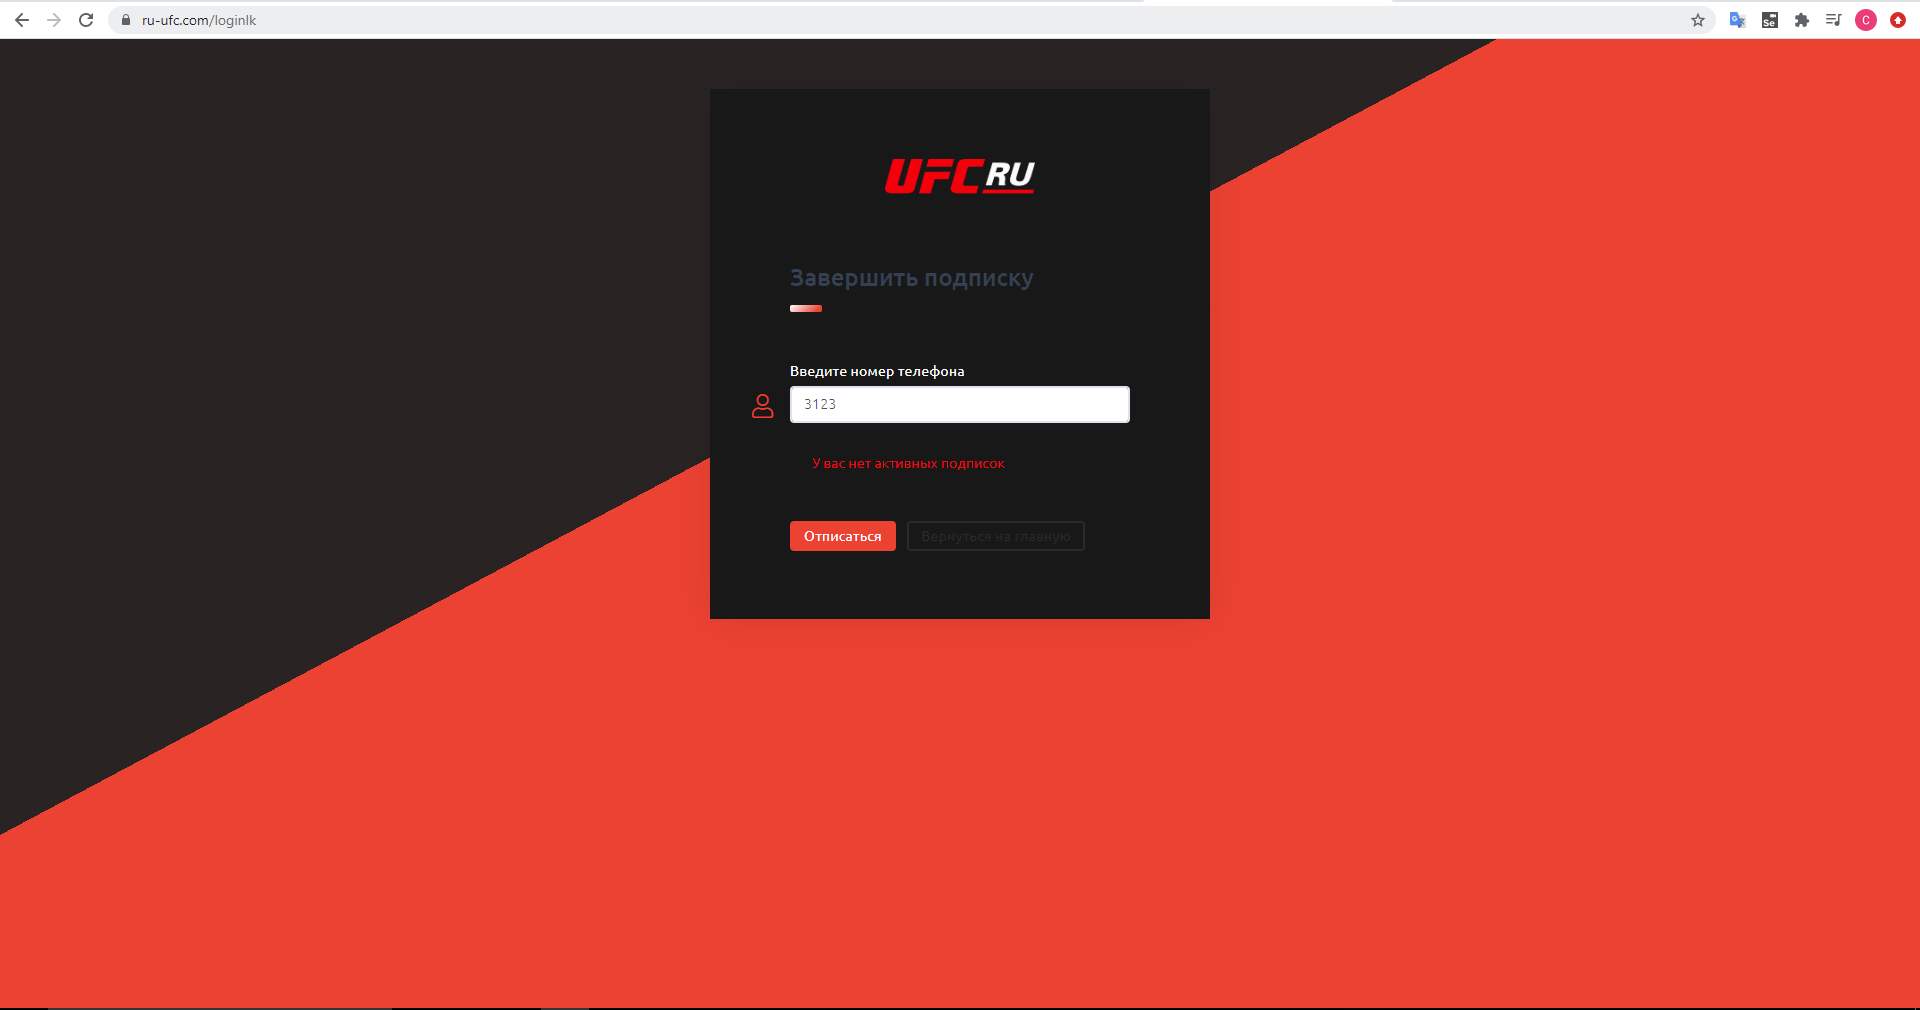 ru-ufc.com/loginlk
Se
C
UFC RU
Завершить подписку
Введите номер телефона
3123
У вас нет активных подписок
Отписаться
Вернуться на главную